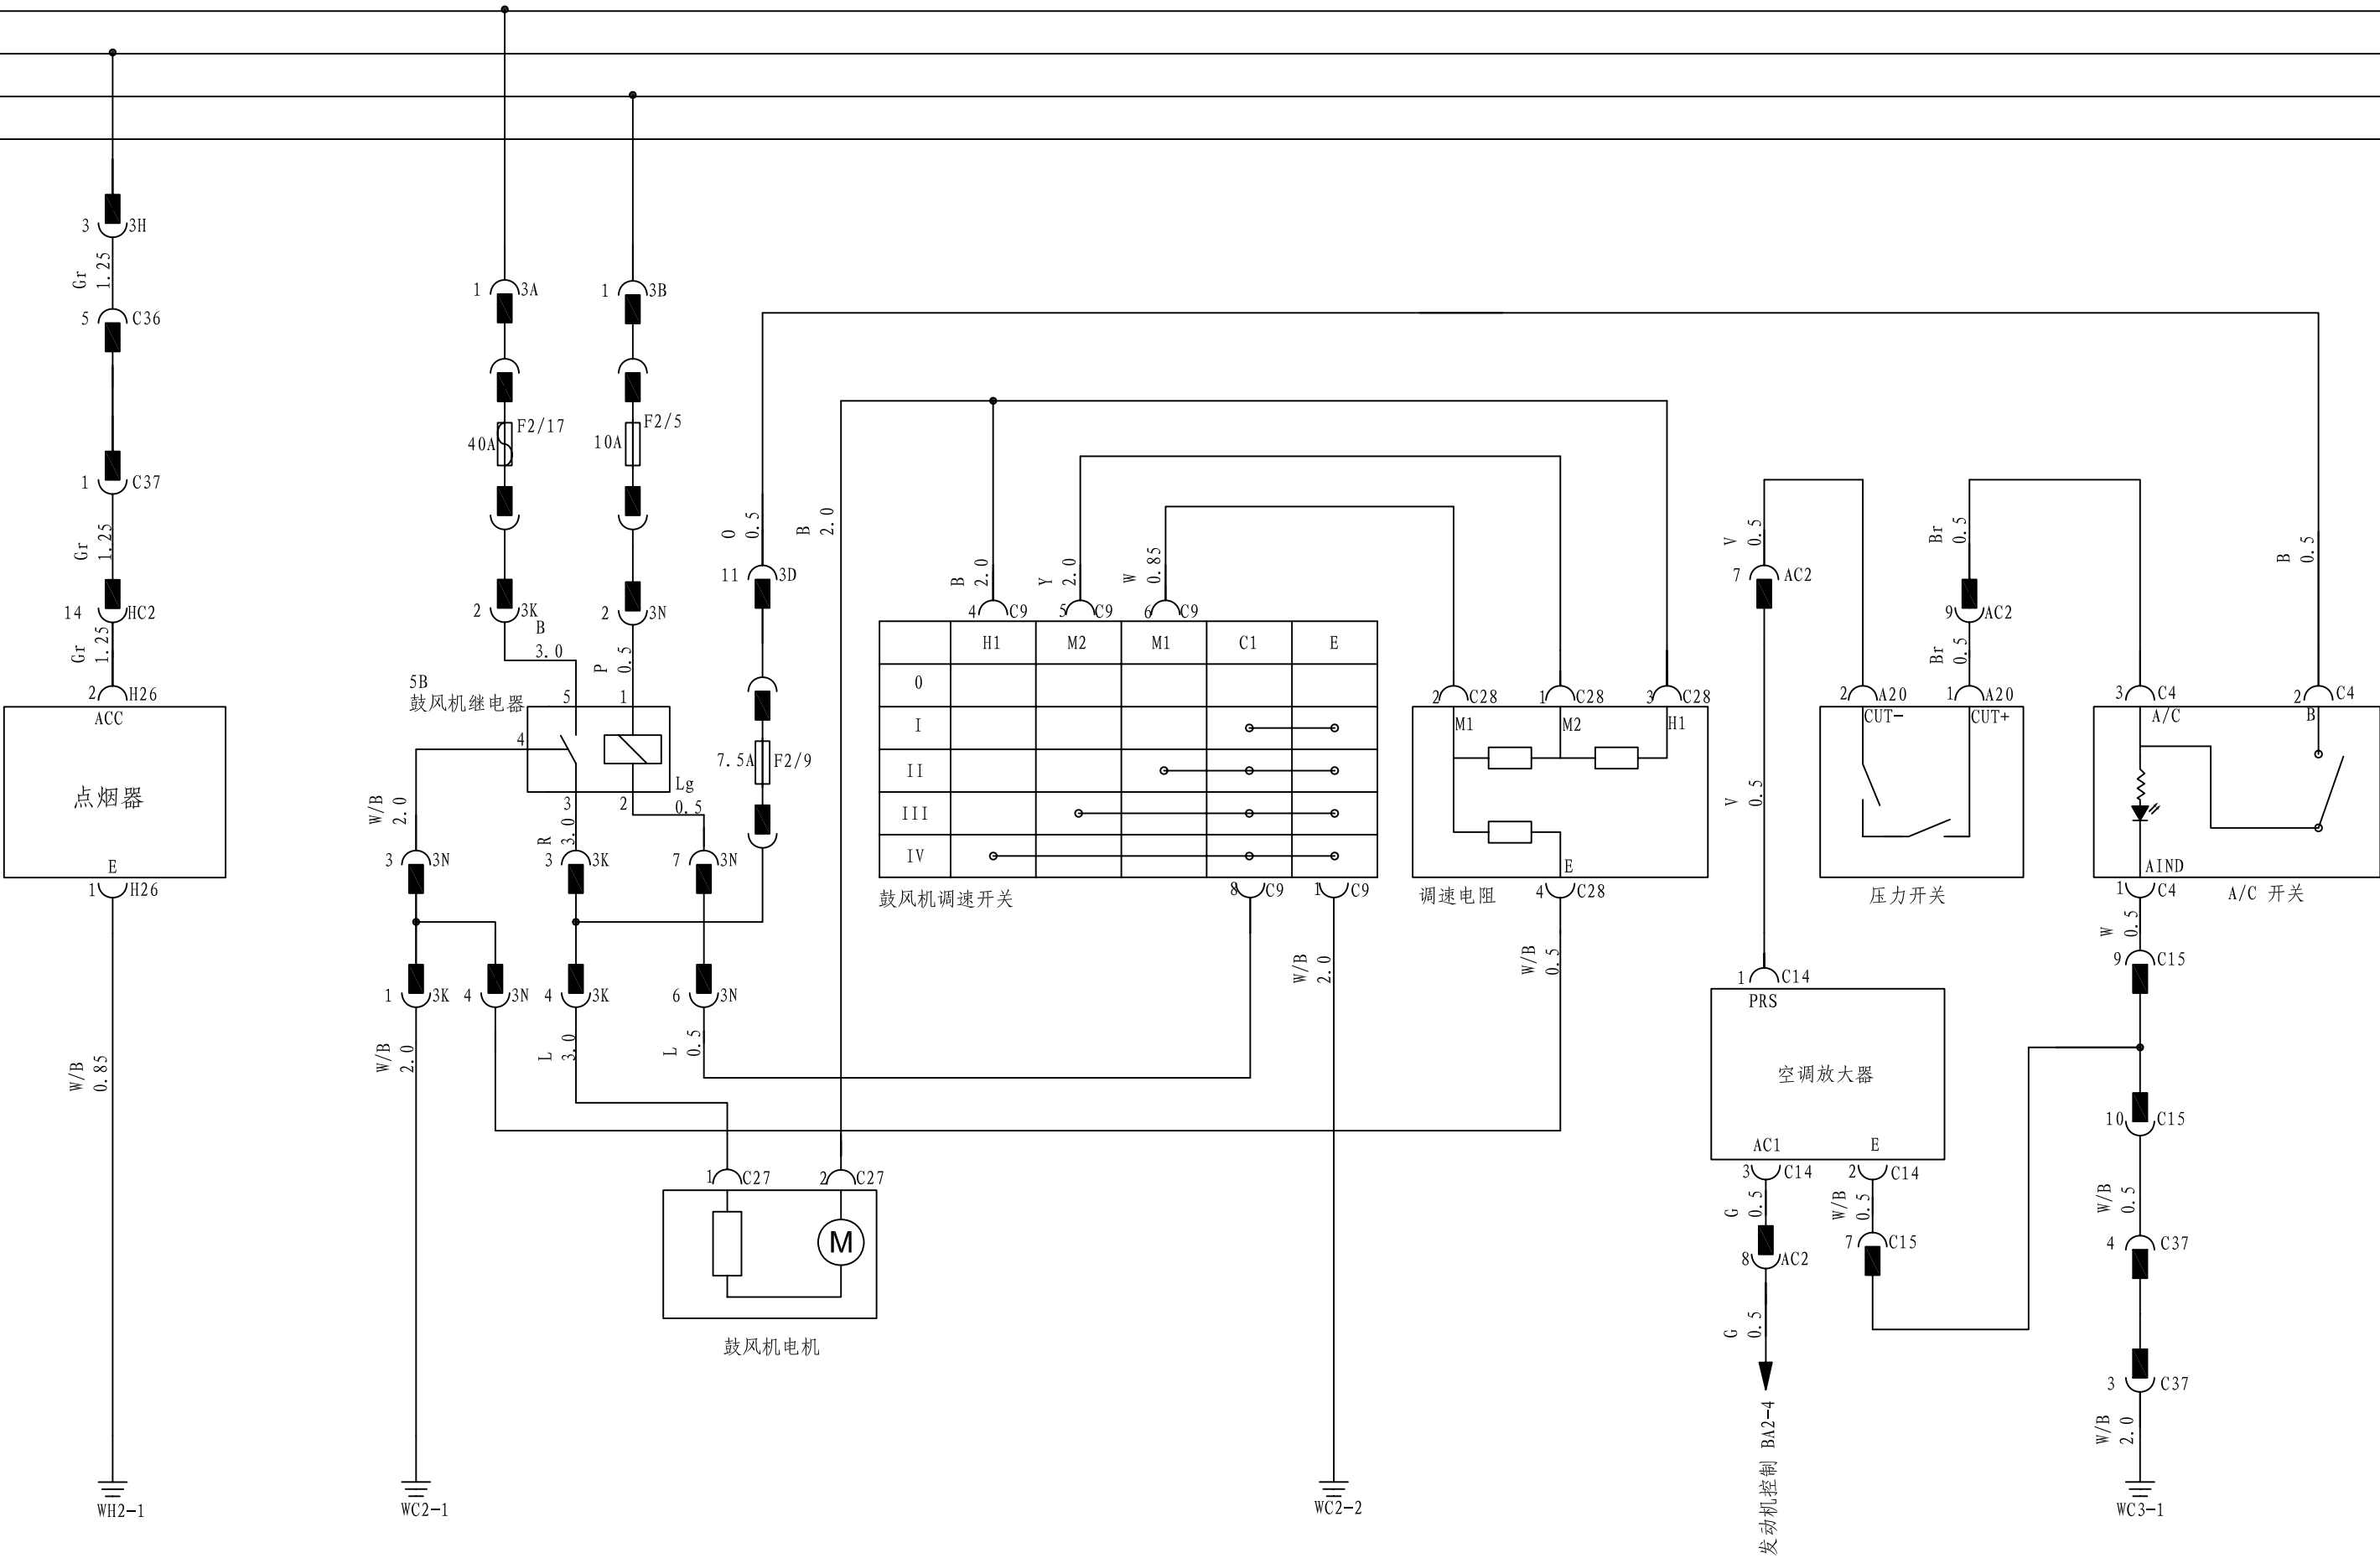 3 3H
Gr 1.25
5 C36
1 C37
Gr 1.25
14 HC2
Gr 1.25
2 H26
ACC
点烟器
E
1 H26
W/B 0.85
WH2-1
1 3A
1 3B
40A F2/17
10A F2/5
2 3K
B 3.0
2 3N
P 0.5
5B
鼓风机继电器
5 1
4
3 2
Lg 0.5
W/B 2.0
R 3.0
3 3N
3 3K
7 3N
1 3K
4 3N
4 3K
6 3N
W/B 2.0
L 3.0
L 0.5
WC2-1
O 0.5
B 2.0
11 3D
7.5A F2/9
1 C27
2 C27
M
鼓风机电机
B 2.0
Y 2.0
W 0.85
4 C9
5 C9
6 C9
H1 M2 M1 C1 E
0
I
II
III
IV
鼓风机调速开关
8 C9
1 C9
W/B 2.0
WC2-2
2 C28
1 C28
3 C28
M1 M2 H1
E
调速电阻
4 C28
W/B 0.5
V 0.5
7 AC2
V 0.5
Br 0.5
9 AC2
Br 0.5
2 A20
1 A20
CUT- CUT+
压力开关
1 C14
PRS
空调放大器
AC1 E
3 C14
2 C14
G 0.5
W/B 0.5
8 AC2
7 C15
G 0.5
发动机控制 BA2-4
B 0.5
3 C4
2 C4
A/C B
AIND
1 C4
A/C 开关
W 0.5
9 C15
10 C15
W/B 0.5
4 C37
3 C37
W/B 2.0
WC3-1